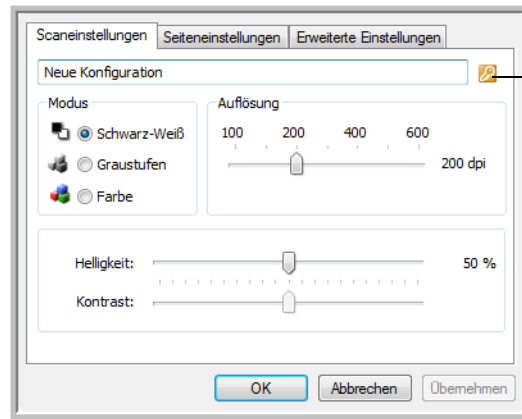 Scaneinstellungen Seiteneinstellungen Erweiterte Einstellungen
Neue Konfiguration
Modus
Schwarz-Weiß
Graustufen
Farbe
Auflösung
100 200 400 600
200 dpi
Helligkeit: 50 %
Kontrast:
OK Abbrechen Übernehmen